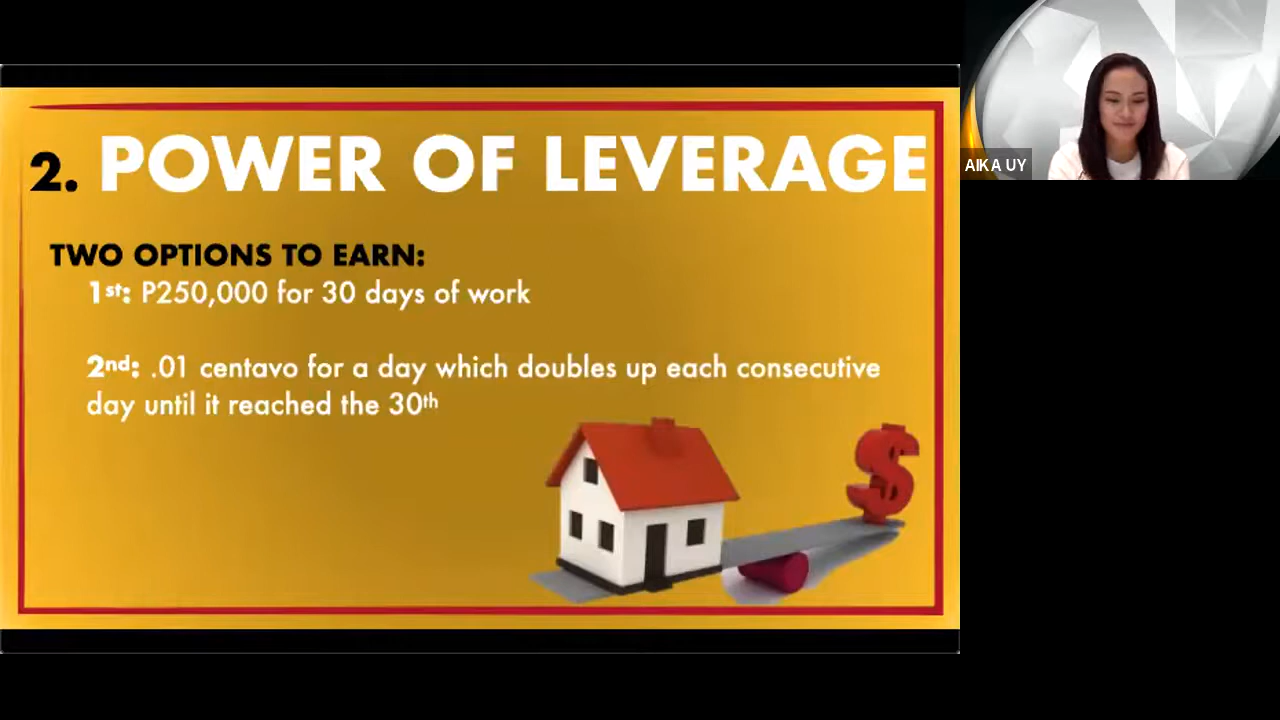 2. POWER OF LEVERAGE
TWO OPTIONS TO EARN:
1st: P250,000 for 30 days of work
2nd: .01 centavo for a day which doubles up each consecutive
day until it reached the 30th
AIKA UY